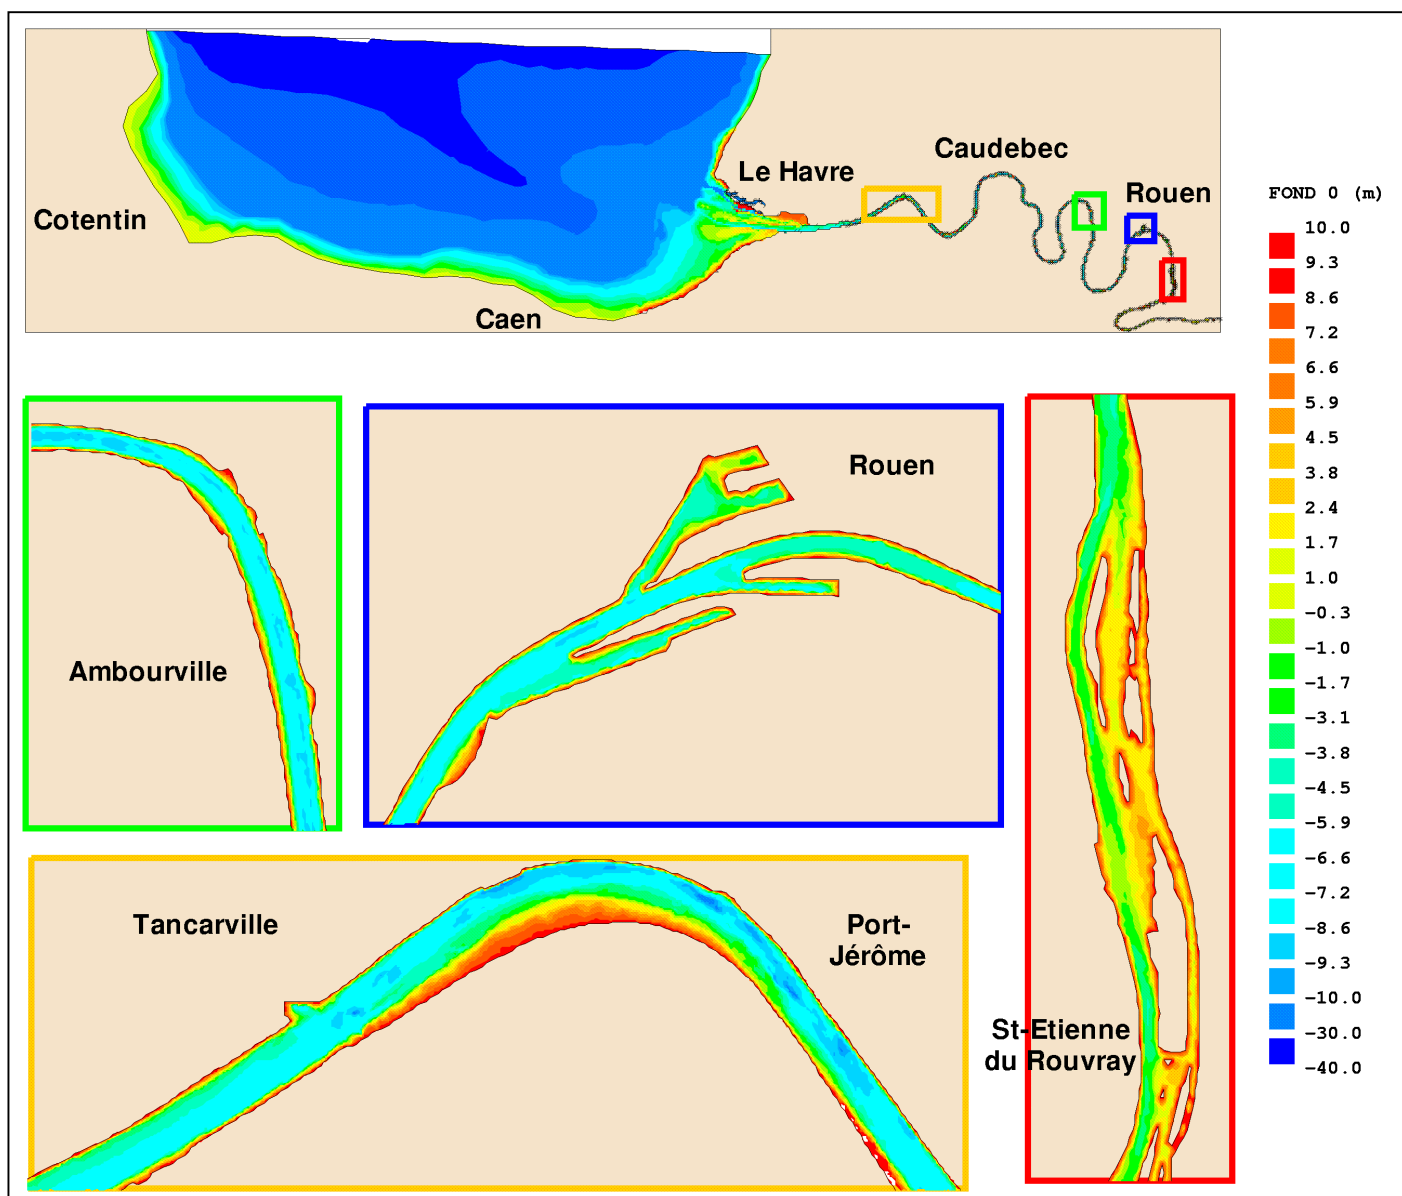 Caudebec
Le Havre
Rouen
Cotentin
Caen
FOND 0 (m)
10.0
9.3
8.6
7.2
6.6
5.9
4.5
3.8
2.4
1.7
1.0
-0.3
-1.0
-1.7
-3.1
-3.8
-4.5
-5.9
-6.6
-7.2
-8.6
-9.3
-10.0
-30.0
-40.0
Rouen
Ambourville
Tancarville
Port-
Jérôme
St-Etienne
du Rouvray